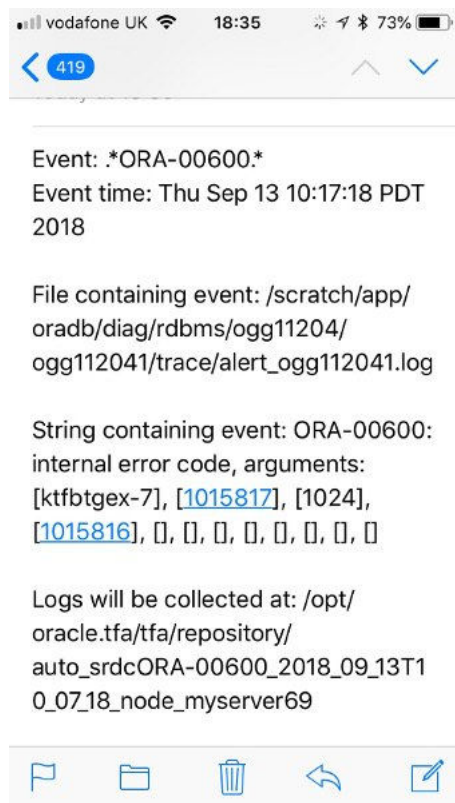 vodafone UK 18:35 73%
419
Event: .*ORA-00600.*
Event time: Thu Sep 13 10:17:18 PDT
2018
File containing event: /scratch/app/
oradb/diag/rdbms/ogg11204/
ogg112041/trace/alert_ogg112041.log
String containing event: ORA-00600:
internal error code, arguments:
[ktfbtgex-7], [1015817], [1024],
[1015816], [], [], [], [], [], [], [], []
Logs will be collected at: /opt/
oracle.tfa/tfa/repository/
auto_srdcORA-00600_2018_09_13T1
0_07_18_node_myserver69